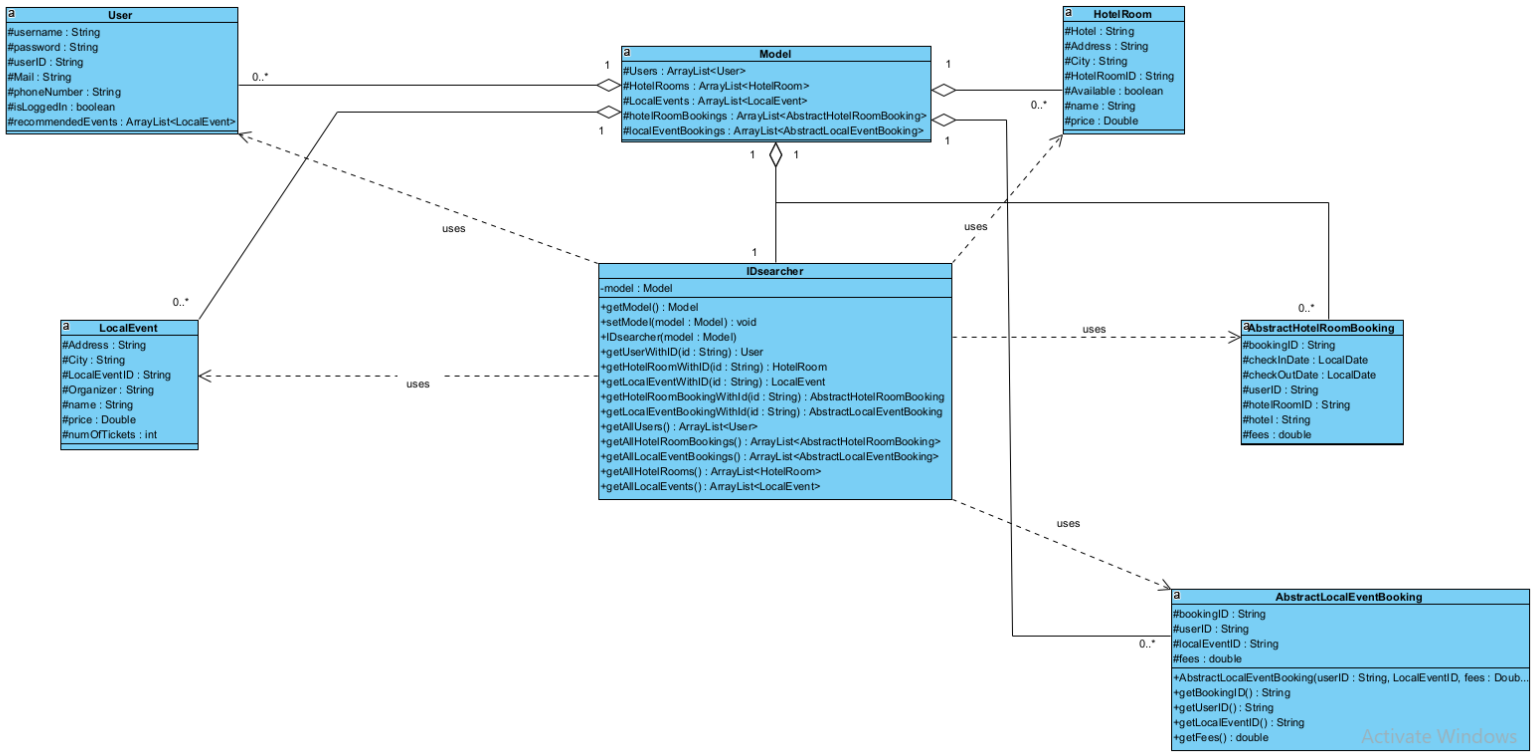 a
User
#username : String
#password : String
#userID : String
#Mail : String
#phoneNumber : String
#isLoggedIn : boolean
#recommendedEvents : ArrayList<LocalEvent>
0..*
1
a
Model
#Users : ArrayList<User>
#HotelRooms : ArrayList<HotelRoom>
#LocalEvents : ArrayList<LocalEvent>
#hotelRoomBookings : ArrayList<AbstractHotelRoomBooking>
#localEventBookings : ArrayList<AbstractLocalEventBooking>
1
1
1
1
1
a
HotelRoom
#Hotel : String
#Address : String
#City : String
#HotelRoomID : String
#Available : boolean
#name : String
#price : Double
0..*
uses
uses
1
0..*
a
LocalEvent
#Address : String
#City : String
#LocalEventID : String
#Organizer : String
#name : String
#price : Double
#numOfTickets : int
uses
IDsearcher
-model : Model
+getModel() : Model
+setModel(model : Model) : void
+IDsearcher(model : Model)
+getUserWithID(id : String) : User
+getHotelRoomWithID(id : String) : HotelRoom
+getLocalEventWithID(id : String) : LocalEvent
+getHotelRoomBookingWithId(id : String) : AbstractHotelRoomBooking
+getLocalEventBookingWithId(id : String) : AbstractLocalEventBooking
+getAllUsers() : ArrayList<User>
+getAllHotelRoomBookings() : ArrayList<AbstractHotelRoomBooking>
+getAllLocalEventBookings() : ArrayList<AbstractLocalEventBooking>
+getAllHotelRooms() : ArrayList<HotelRoom>
+getAllLocalEvents() : ArrayList<LocalEvent>
uses
0..*
a
AbstractHotelRoomBooking
#bookingID : String
#checkInDate : LocalDate
#checkOutDate : LocalDate
#userID : String
#hotelRoomID : String
#hotel : String
#fees : double
uses
0..*
a
AbstractLocalEventBooking
#bookingID : String
#userID : String
#localEventID : String
#fees : double
+AbstractLocalEventBooking(userID : String, LocalEventID, fees : Doub...
+getBookingID() : String
+getUserID() : String
+getLocalEventID() : String
+getFees() : double
Activate Windows